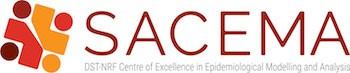 SACEMA
DST-NRF Centre of Excellence in Epidemiological Modelling and Analysis